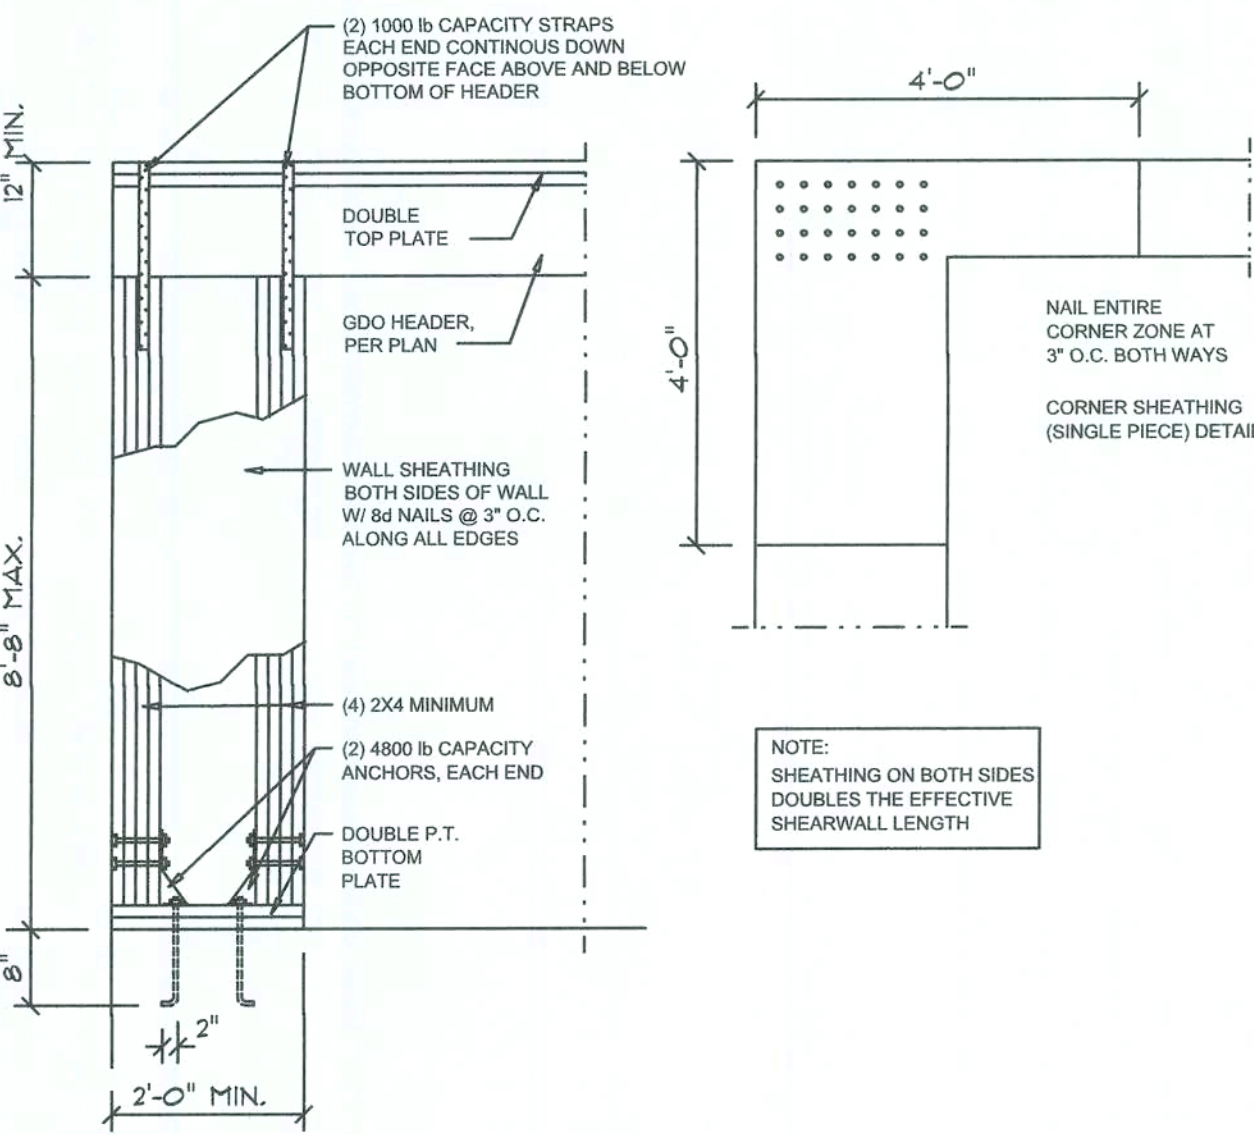 (2) 1000 lb CAPACITY STRAPS
EACH END CONTINOUS DOWN
OPPOSITE FACE ABOVE AND BELOW
BOTTOM OF HEADER
12" MIN.
DOUBLE
TOP PLATE
GDO HEADER,
PER PLAN
WALL SHEATHING
BOTH SIDES OF WALL
W/ 8d NAILS @ 3" O.C.
ALONG ALL EDGES
8'-8" MAX.
(4) 2X4 MINIMUM
(2) 4800 lb CAPACITY
ANCHORS, EACH END
DOUBLE P.T.
BOTTOM
PLATE
8"
2"
2'-0" MIN.
4'-0"
4'-0"
NAIL ENTIRE
CORNER ZONE AT
3" O.C. BOTH WAYS
CORNER SHEATHING
(SINGLE PIECE) DETAI
NOTE:
SHEATHING ON BOTH SIDES
DOUBLES THE EFFECTIVE
SHEARWALL LENGTH